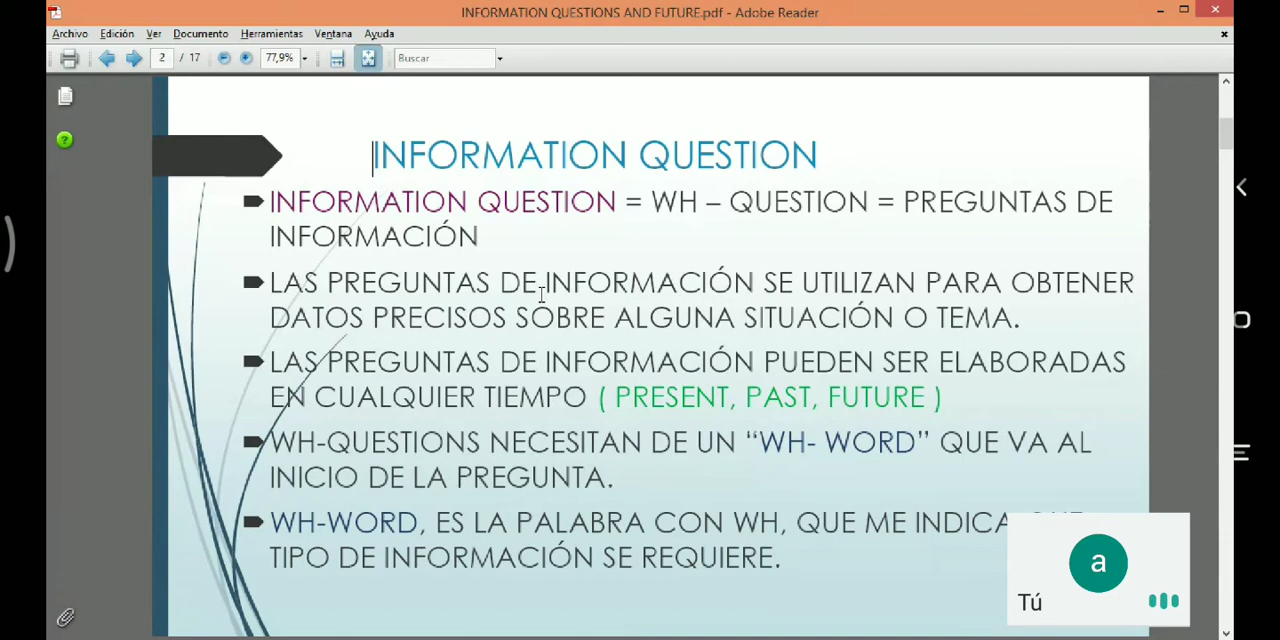 INFORMATION QUESTIONS AND FUTURE.pdf - Adobe Reader
Archivo Edición Ver Documento Herramientas Ventana Ayuda
2 / 17 77,9% Buscar
INFORMATION QUESTION
INFORMATION QUESTION = WH – QUESTION = PREGUNTAS DE
INFORMACIÓN
LAS PREGUNTAS DE INFORMACIÓN SE UTILIZAN PARA OBTENER
DATOS PRECISOS SOBRE ALGUNA SITUACIÓN O TEMA.
LAS PREGUNTAS DE INFORMACIÓN PUEDEN SER ELABORADAS
EN CUALQUIER TIEMPO ( PRESENT, PAST, FUTURE )
WH-QUESTIONS NECESITAN DE UN “WH- WORD” QUE VA AL
INICIO DE LA PREGUNTA.
WH-WORD, ES LA PALABRA CON WH, QUE ME INDICA QUE
TIPO DE INFORMACIÓN SE REQUIERE.
a
Tú